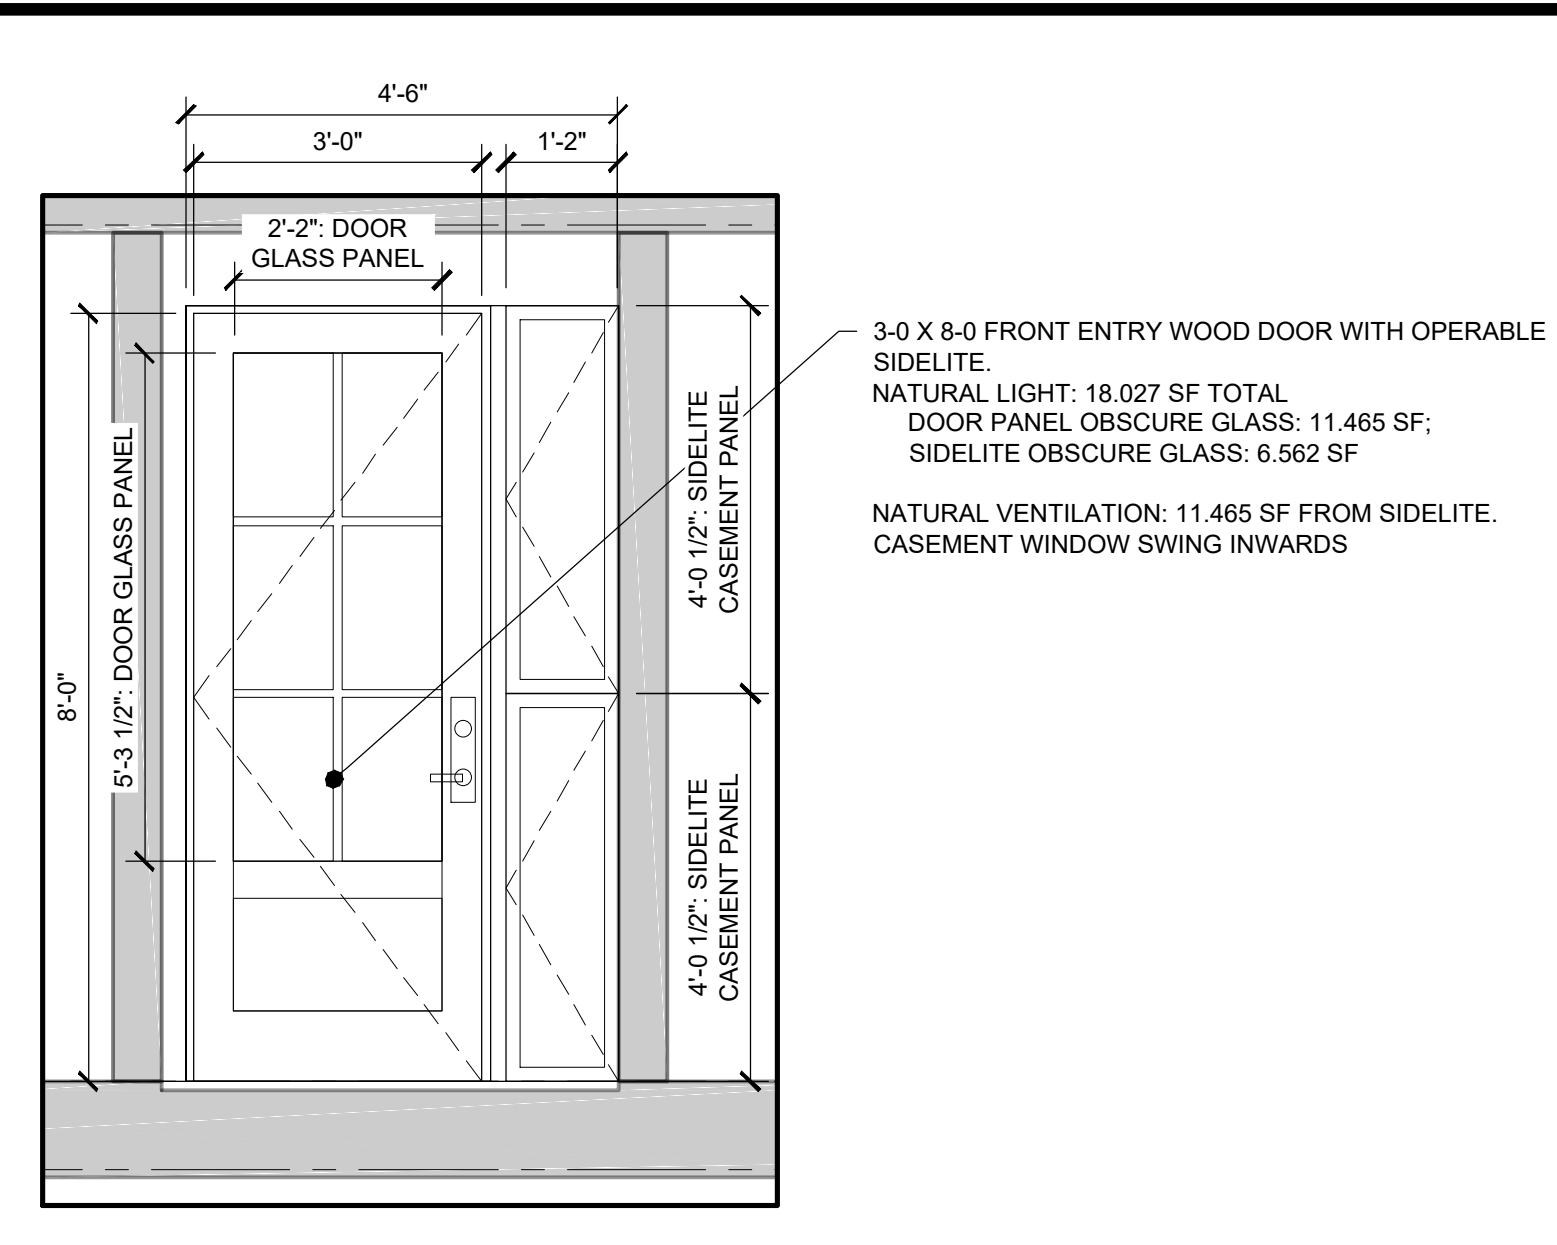 4'-6"
3'-0"
1'-2"
2'-2": DOOR
GLASS PANEL
8'-0"
5'-3 1/2": DOOR GLASS PANEL
4'-0 1/2": SIDELITE
CASEMENT PANEL
4'-0 1/2": SIDELITE
CASEMENT PANEL
3-0 X 8-0 FRONT ENTRY WOOD DOOR WITH OPERABLE
SIDELITE.
NATURAL LIGHT: 18.027 SF TOTAL
DOOR PANEL OBSCURE GLASS: 11.465 SF;
SIDELITE OBSCURE GLASS: 6.562 SF
NATURAL VENTILATION: 11.465 SF FROM SIDELITE.
CASEMENT WINDOW SWING INWARDS